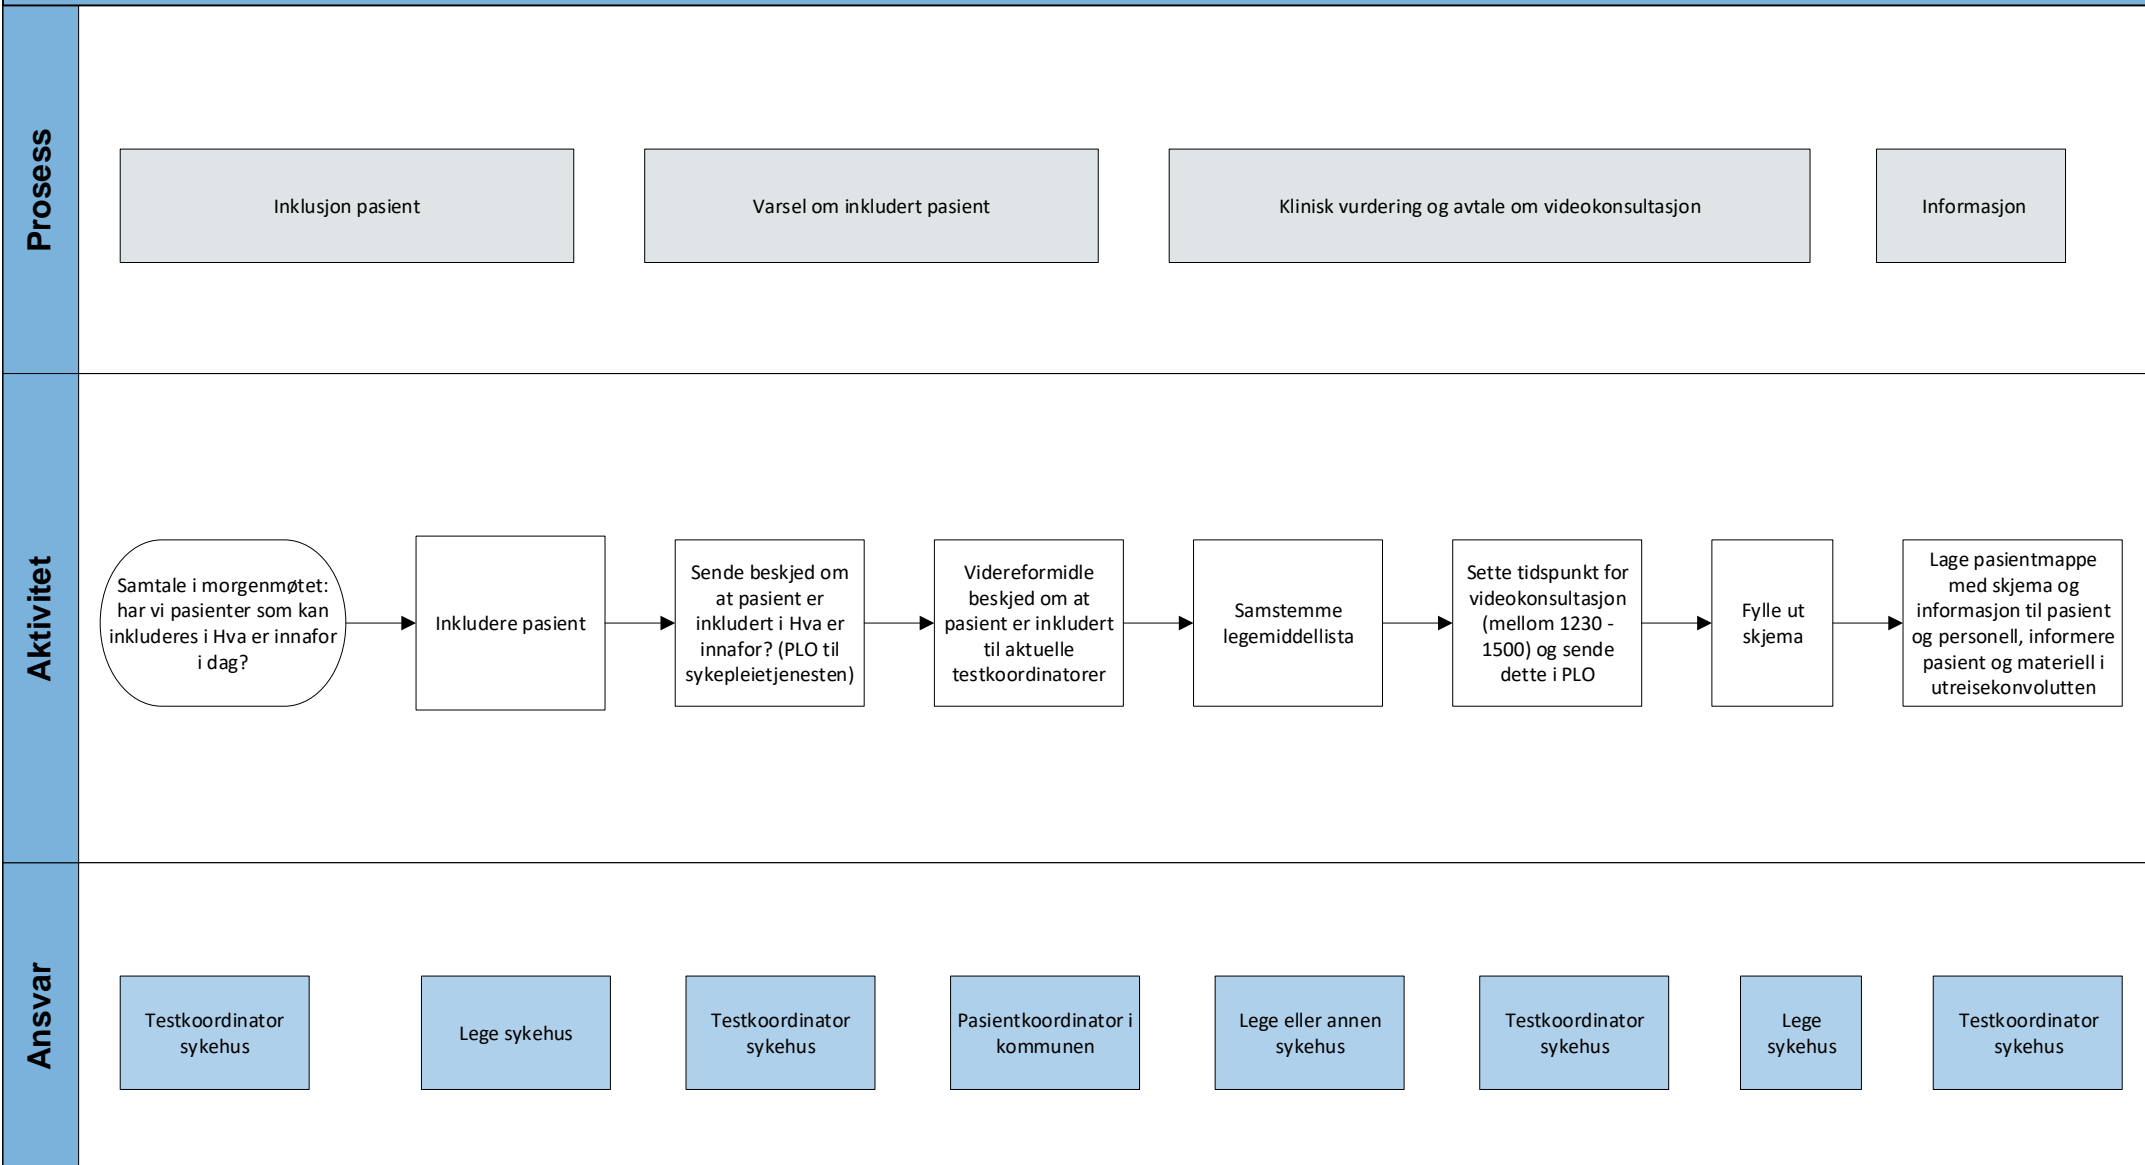 Prosess
Inklusjon pasient
Varsel om inkludert pasient
Klinisk vurdering og avtale om videokonsultasjon
Informasjon
Aktivitet
Samtale i morgenmøtet:
har vi pasienter som kan
inkluderes i Hva er innafor
i dag?
Inkludere pasient
Sende beskjed om
at pasient er
inkludert i Hva er
innafor? (PLO til
sykepleietjenesten)
Videreformidle
beskjed om at
pasient er inkludert
til aktuelle
testkoordinatorer
Samstemme
legemiddellista
Sette tidspunkt for
videokonsultasjon
(mellom 1230 -
1500) og sende
dette i PLO
Fylle ut
skjema
Lage pasientmappe
med skjema og
informasjon til pasient
og personell, informere
pasient og materiell i
utreisekonvolutten
Ansvar
Testkoordinator
sykehus
Lege sykehus
Testkoordinator
sykehus
Pasientkoordinator i
kommunen
Lege eller annen
sykehus
Testkoordinator
sykehus
Lege
sykehus
Testkoordinator
sykehus